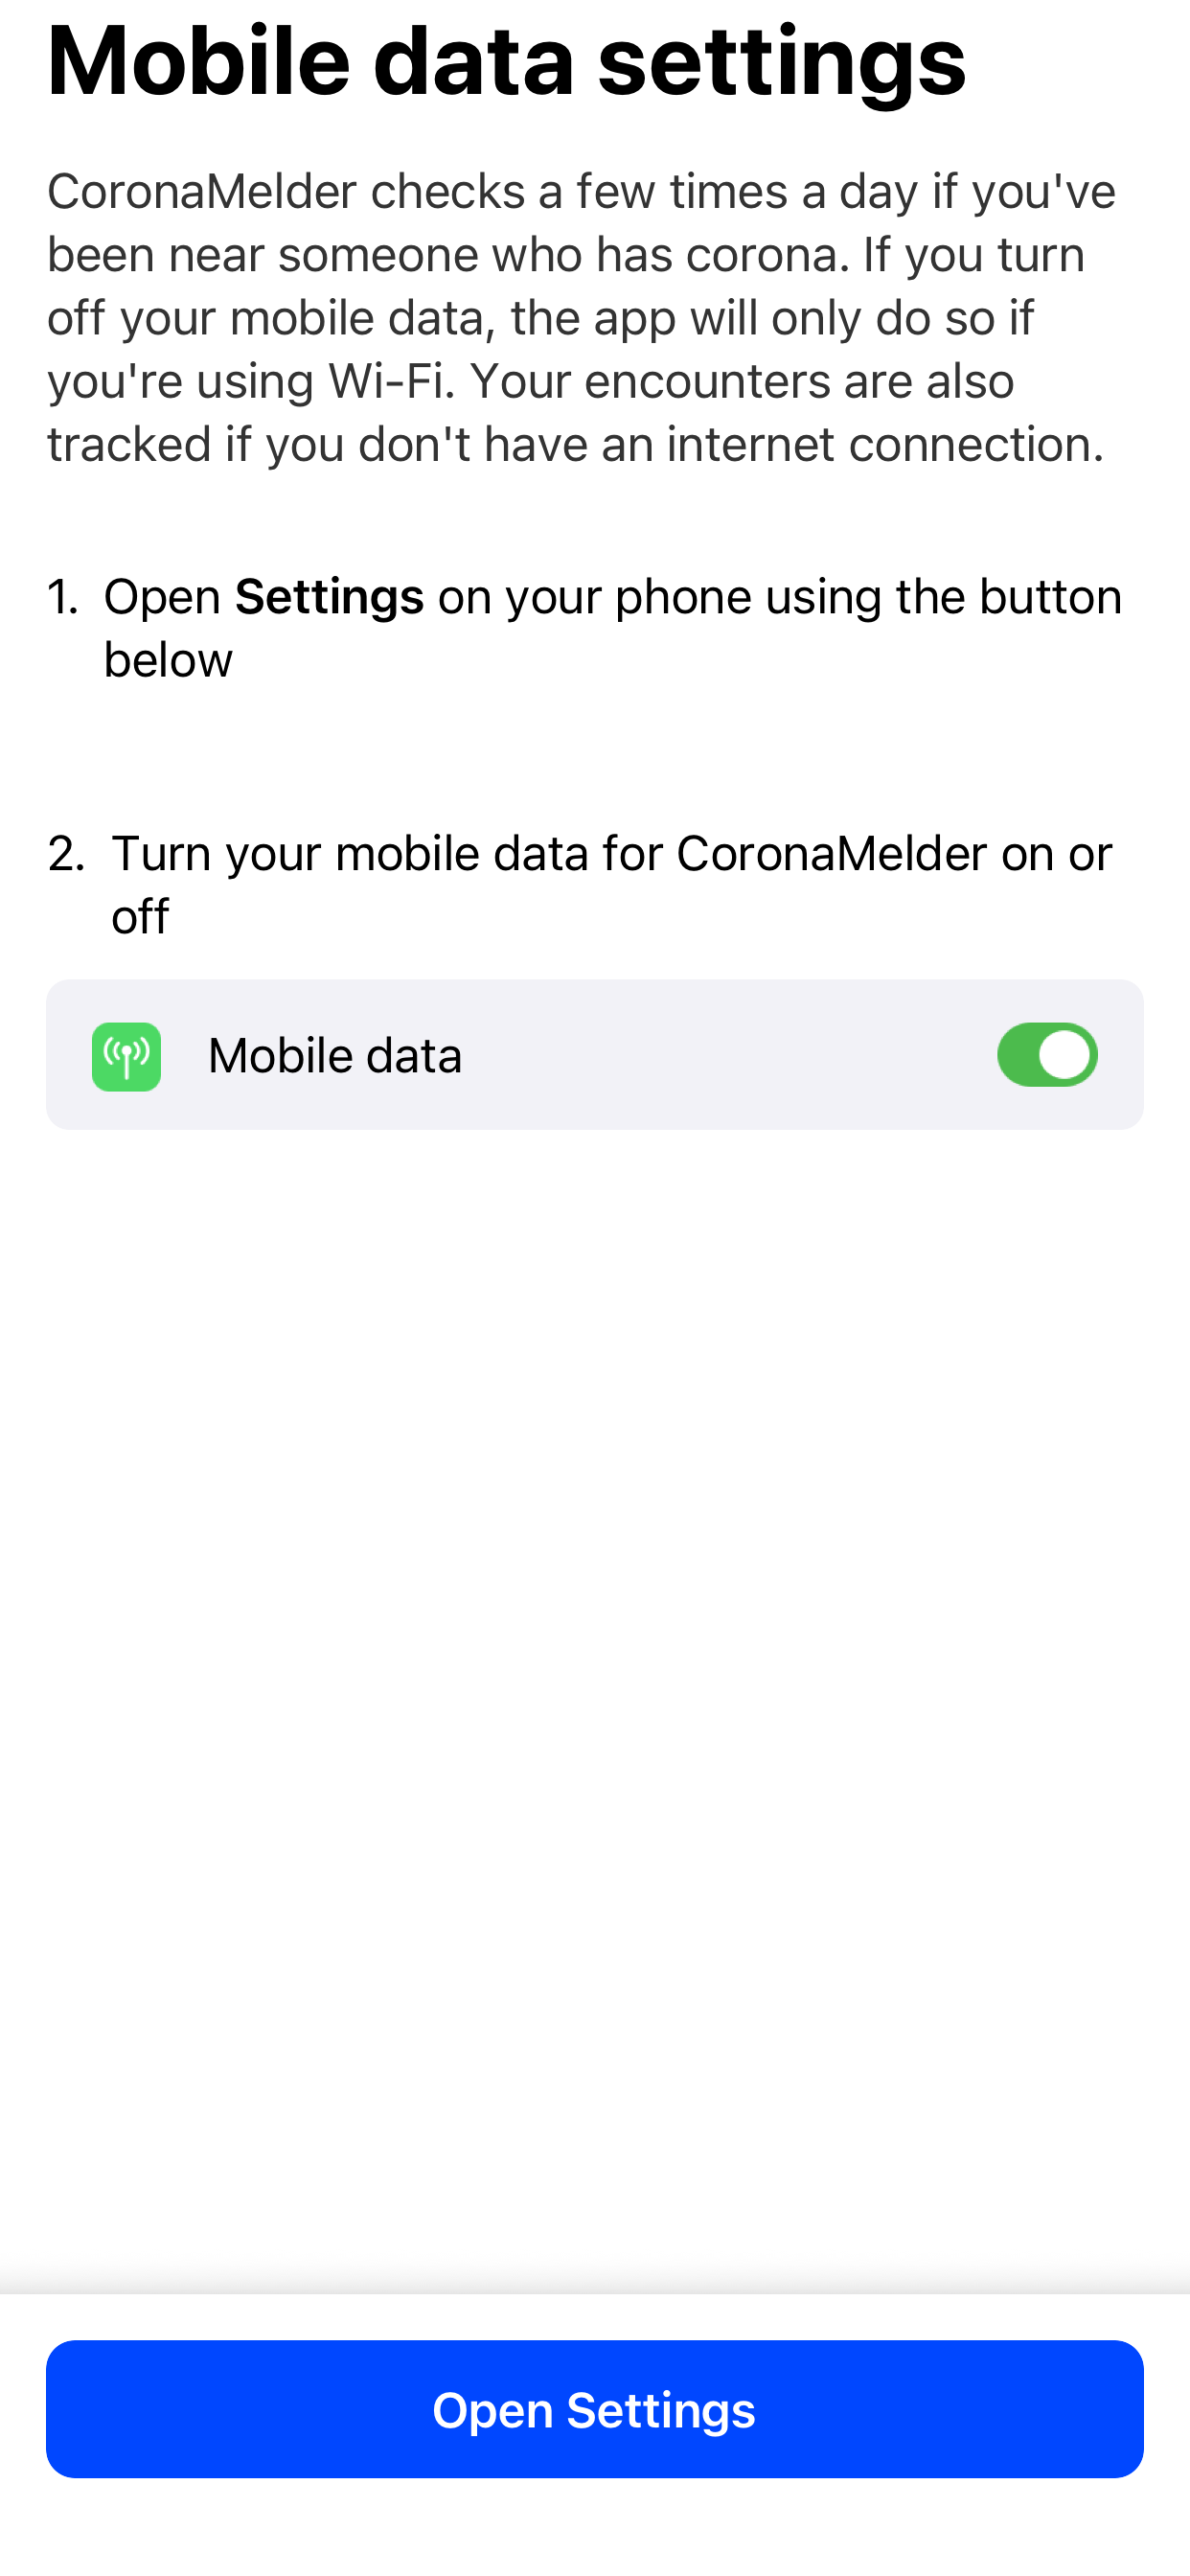 Mobile data settings
CoronaMelder checks a few times a day if you've
been near someone who has corona. If you turn
off your mobile data, the app will only do so if
you're using Wi-Fi. Your encounters are also
tracked if you don't have an internet connection.
1. Open Settings on your phone using the button
below
2. Turn your mobile data for CoronaMelder on or
off
Mobile data
Open Settings